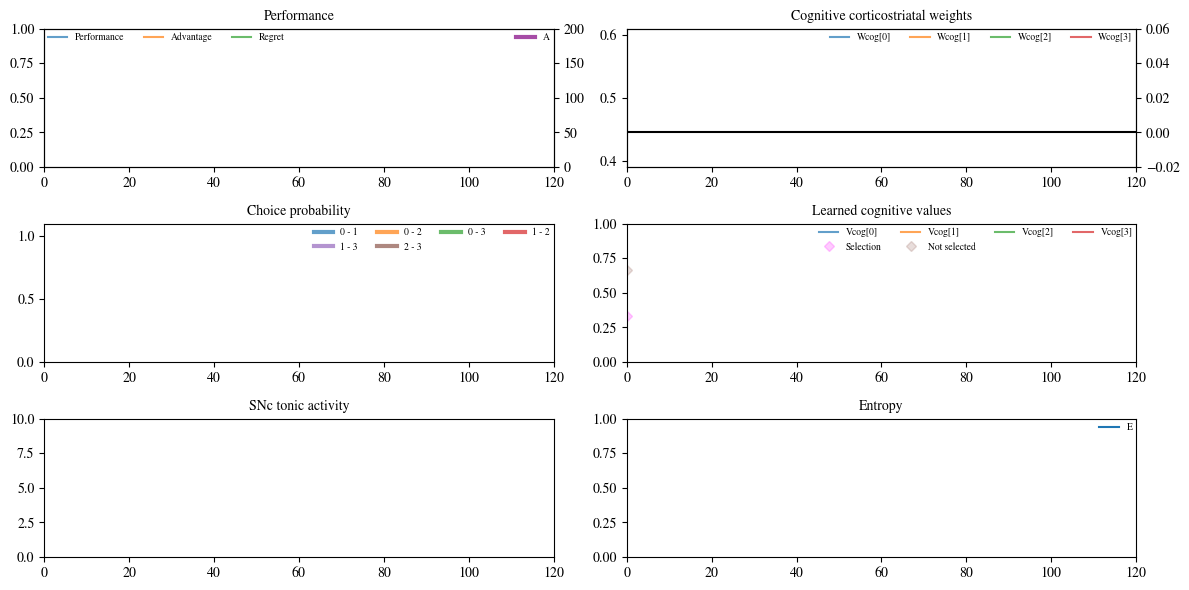 Performance
1.00
0.75
0.50
0.25
0.00
Performance Advantage Regret
A
200
150
100
50
0
0 20 40 60 80 100 120
Cognitive corticostriatal weights
0.6
0.5
0.4
Wcog[0] Wcog[1] Wcog[2] Wcog[3]
0.06
0.04
0.02
0.00
−0.02
0 20 40 60 80 100 120
Choice probability
1.0
0.5
0.0
0 - 1 0 - 2 0 - 3 1 - 2
1 - 3 2 - 3
0 20 40 60 80 100 120
Learned cognitive values
1.00
0.75
0.50
0.25
0.00
Vcog[0] Vcog[1] Vcog[2] Vcog[3]
Selection Not selected
0 20 40 60 80 100 120
SNc tonic activity
10.0
7.5
5.0
2.5
0.0
0 20 40 60 80 100 120
Entropy
1.00
0.75
0.50
0.25
0.00
E
0 20 40 60 80 100 120